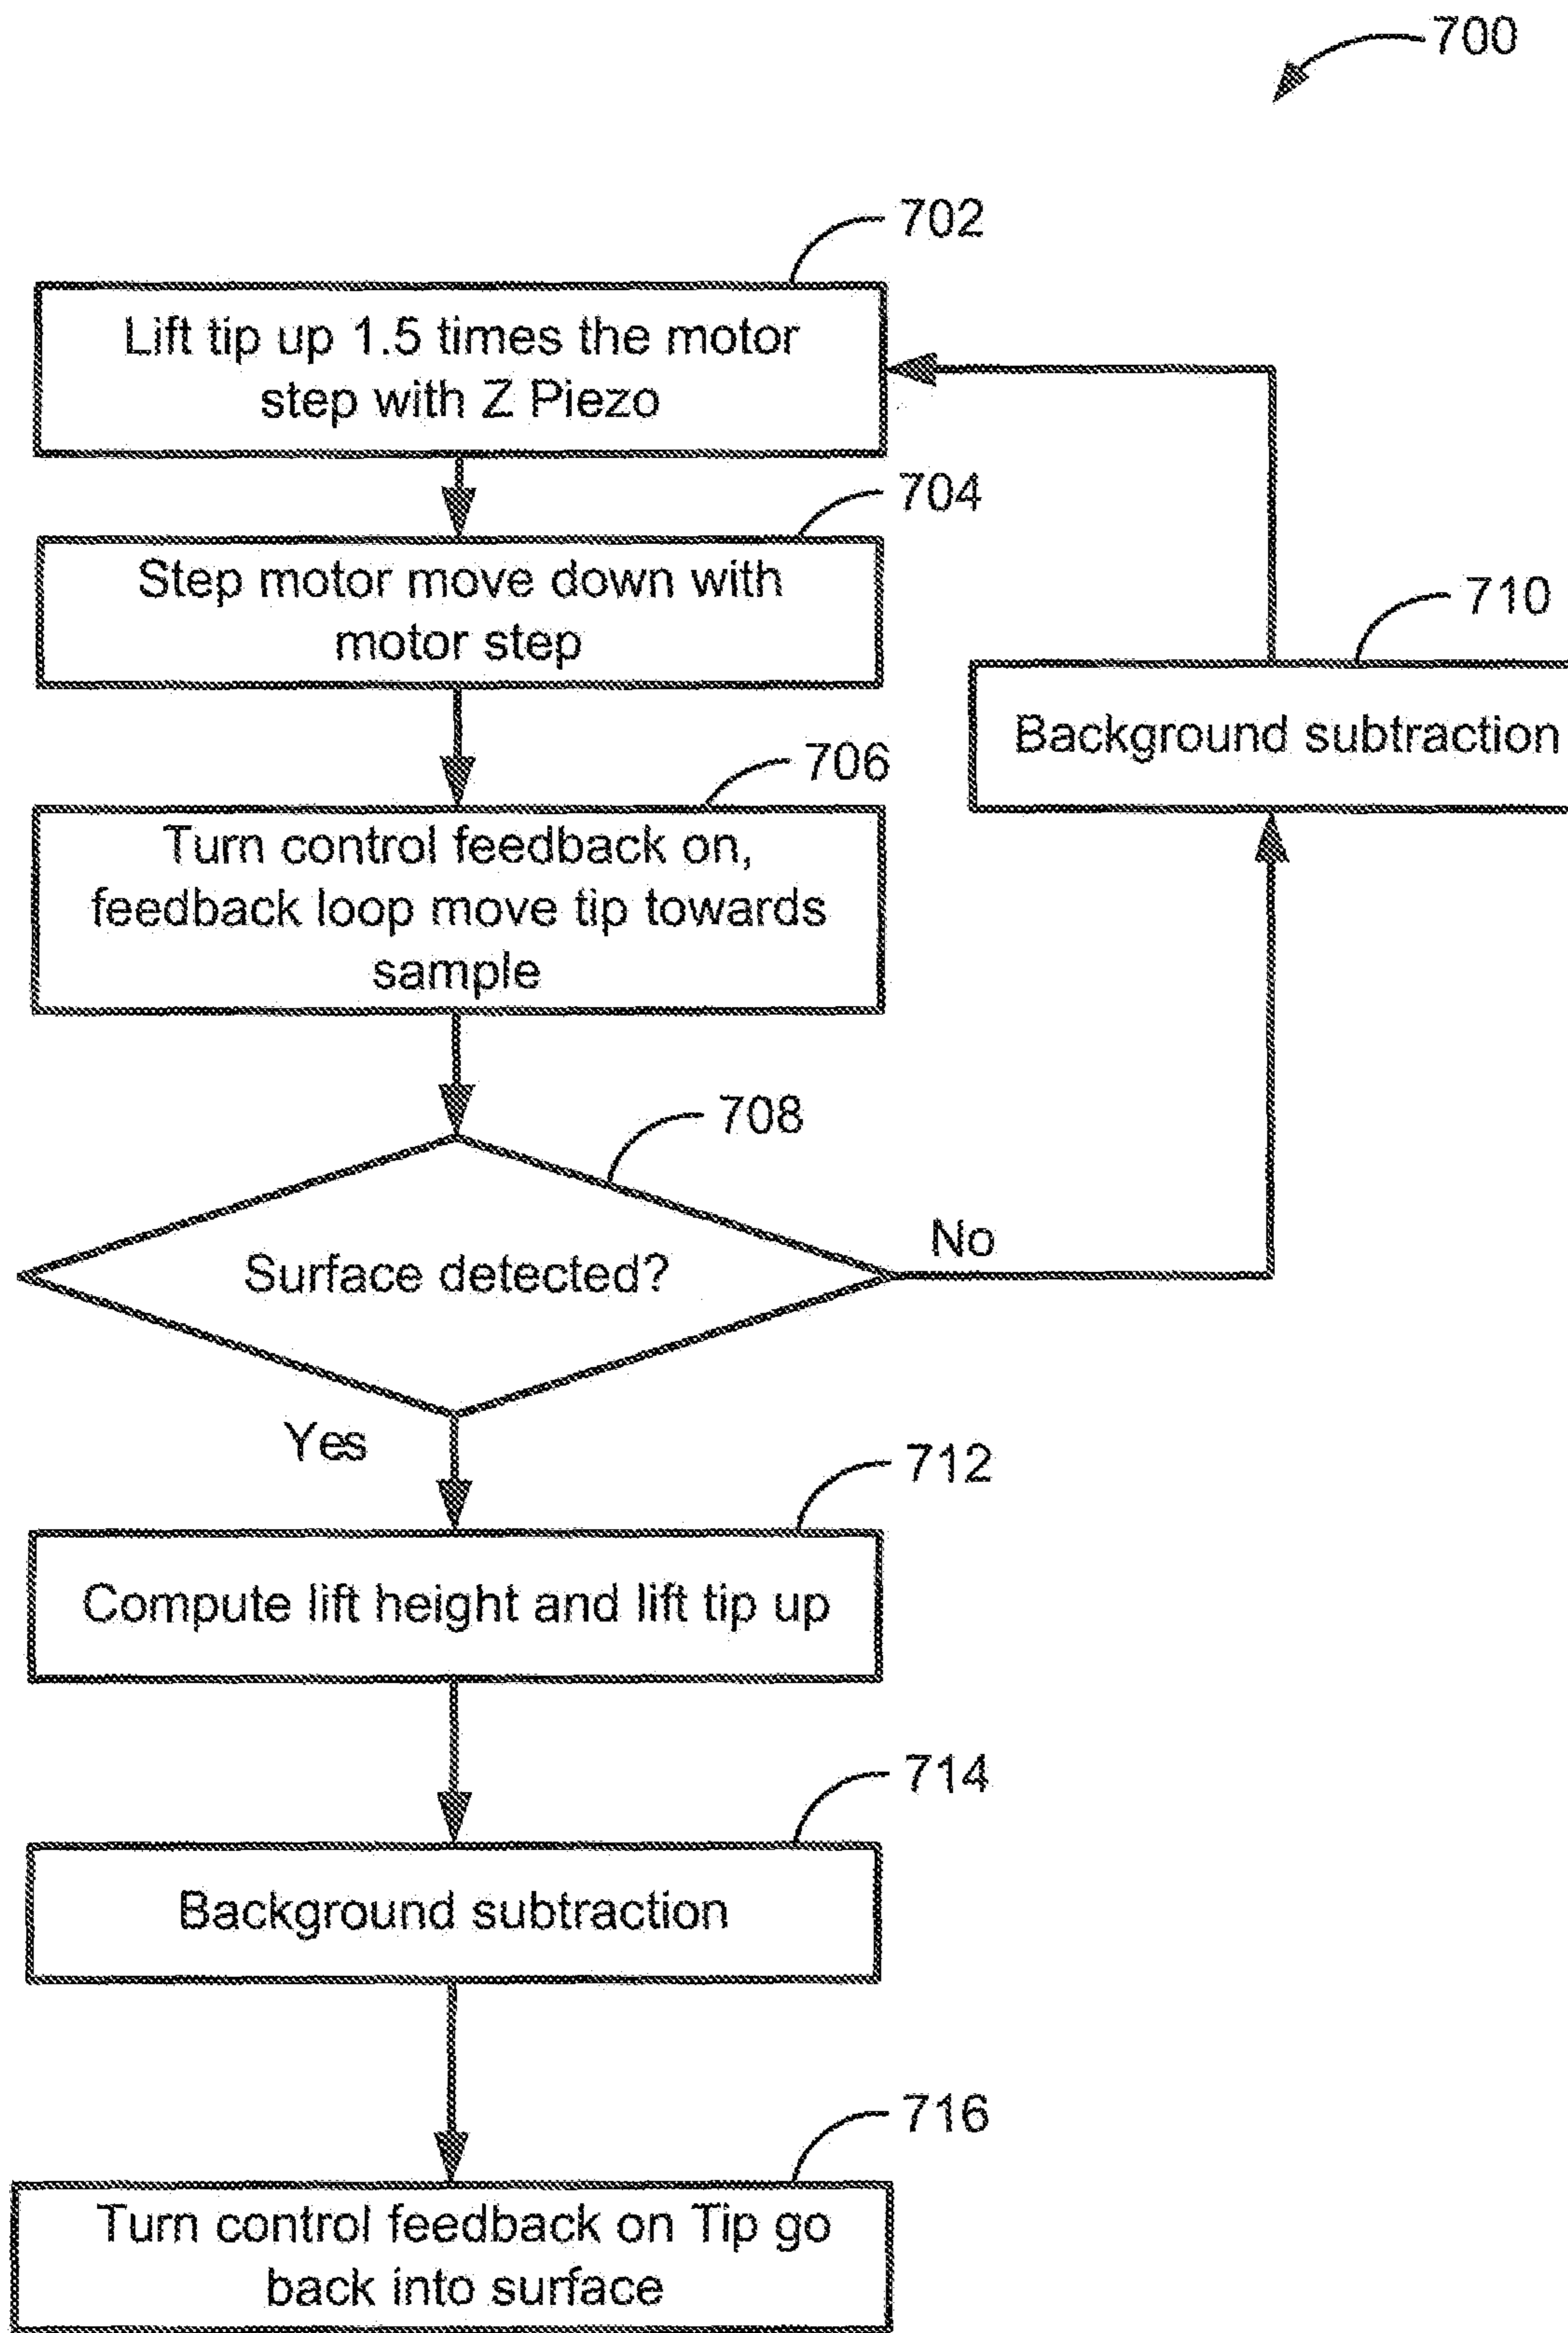 700
702
Lift tip up 1.5 times the motor
step with Z Piezo
704
Step motor move down with
motor step
710
Background subtraction
706
Turn control feedback on,
feedback loop move tip towards
sample
708
Surface detected?
No
Yes
712
Compute lift height and lift tip up
714
Background subtraction
716
Turn control feedback on Tip go
back into surface